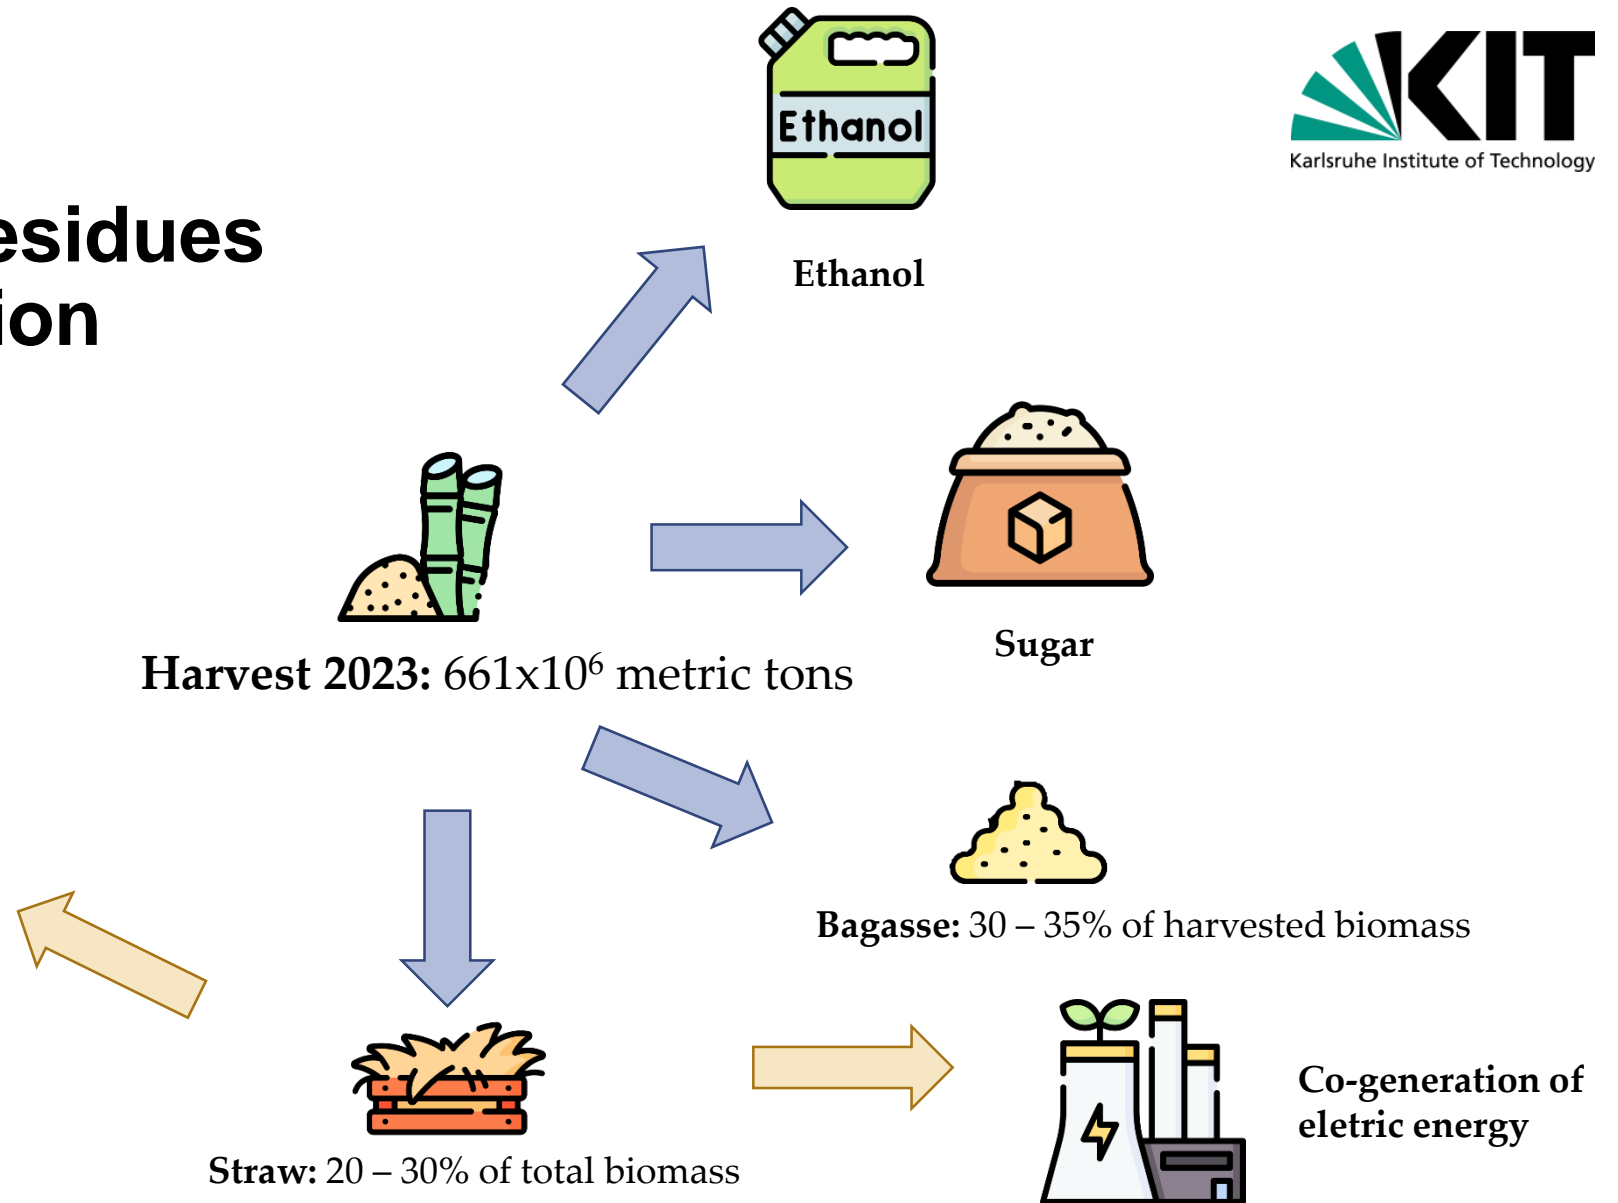 Ethanol
KIT
Karlsruhe Institute of Technology
esidues
ion
Ethanol
Sugar
Harvest 2023: 661x10⁶ metric tons
Bagasse: 30 – 35% of harvested biomass
Co-generation of
eletric energy
Straw: 20 – 30% of total biomass